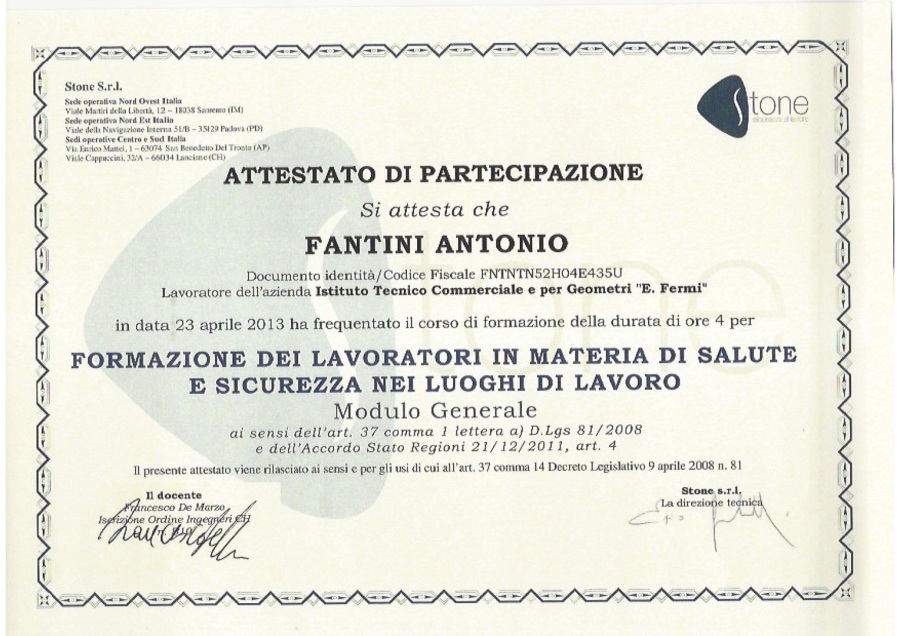 Stone S.r.l.
Sede operativa Nord Ovest Italia
Viale Martiri della Libertà, 12 – 18038 Sanremo (IM)
Sede operativa Nord Est Italia
Viale della Navigazione Interna 51/B – 35129 Padova (PD)
Sedi operative Centro e Sud Italia
Via Enrico Mattei, 1 – 63074 San Benedetto Del Tronto (AP)
Viale Cappuccini, 32/A – 66034 Lanciano (CH)
stone
ATTESTATO DI PARTECIPAZIONE
Si attesta che
FANTINI ANTONIO
Documento identità/Codice Fiscale FNTNTN52H04E435U
Lavoratore dell'azienda Istituto Tecnico Commerciale e per Geometri "E. Fermi"
in data 23 aprile 2013 ha frequentato il corso di formazione della durata di ore 4 per
FORMAZIONE DEI LAVORATORI IN MATERIA DI SALUTE
E SICUREZZA NEI LUOGHI DI LAVORO
Modulo Generale
ai sensi dell'art. 37 comma 1 lettera a) D.Lgs 81/2008
e dell'Accordo Stato Regioni 21/12/2011, art. 4
Il presente attestato viene rilasciato ai sensi e per gli usi di cui all'art. 37 comma 14 Decreto Legislativo 9 aprile 2008 n. 81
Il docente
Francesco De Marzo
Iscrizione Ordine Ingegneri CH
Stone s.r.l.
La direzione tecnica